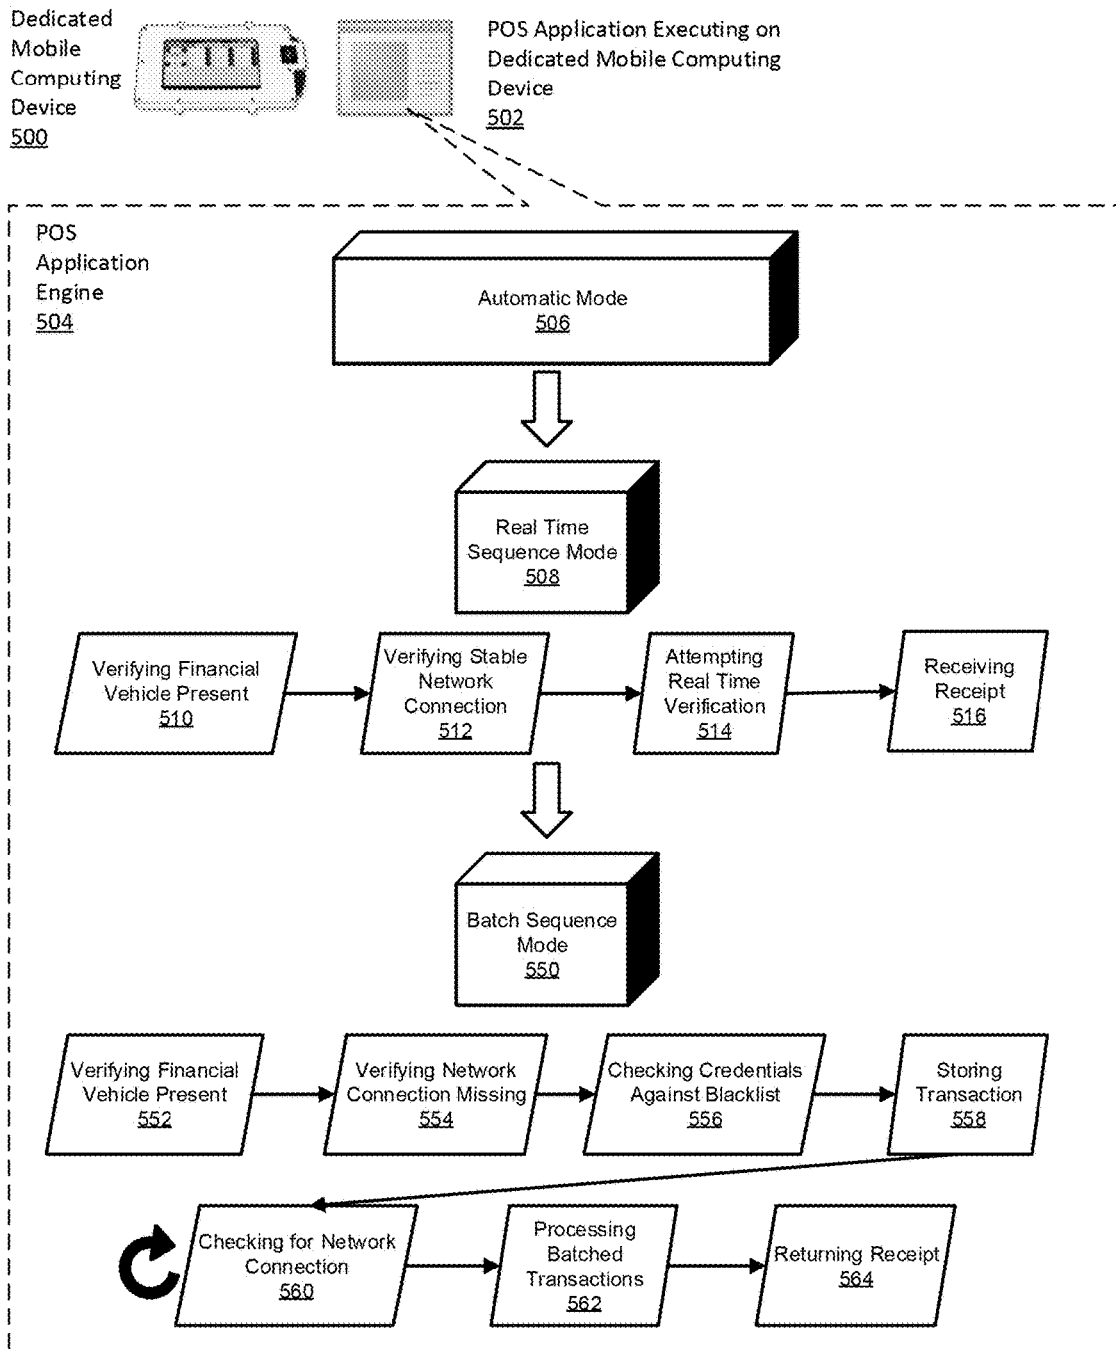 Dedicated
Mobile
Computing
Device
500
POS Application Executing on
Dedicated Mobile Computing
Device
502
POS
Application
Engine
504
Automatic Mode
506
Real Time
Sequence Mode
508
Verifying Financial
Vehicle Present
510
Verifying Stable
Network
Connection
512
Attempting
Real Time
Verification
514
Receiving
Receipt
516
Batch Sequence
Mode
550
Verifying Financial
Vehicle Present
552
Verifying Network
Connection Missing
554
Checking Credentials
Against Blacklist
556
Storing
Transaction
558
Checking for Network
Connection
560
Processing
Batched
Transactions
562
Returning Receipt
564